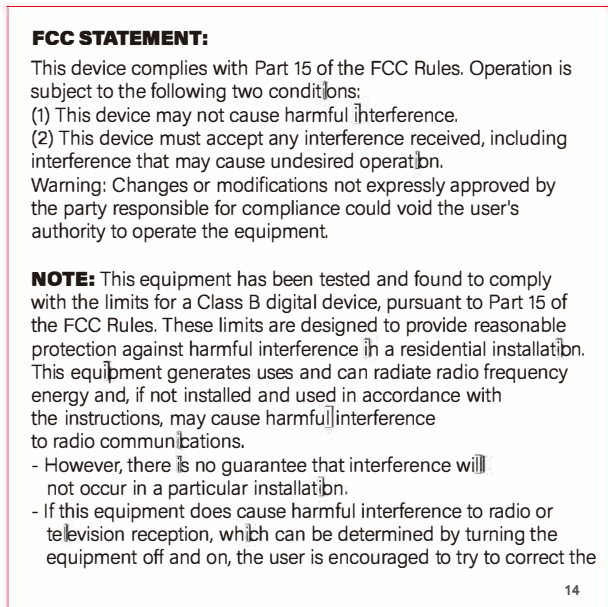 FCC STATEMENT:
This device complies with Part 15 of the FCC Rules. Operation is
subject to the following two conditions:
(1) This device may not cause harmful interference.
(2) This device must accept any interference received, including
interference that may cause undesired operation.
Warning: Changes or modifications not expressly approved by
the party responsible for compliance could void the user's
authority to operate the equipment.
NOTE: This equipment has been tested and found to comply
with the limits for a Class B digital device, pursuant to Part 15 of
the FCC Rules. These limits are designed to provide reasonable
protection against harmful interference in a residential installation.
This equipment generates uses and can radiate radio frequency
energy and, if not installed and used in accordance with
the instructions, may cause harmful interference
to radio communications.
- However, there is no guarantee that interference will
not occur in a particular installation.
- If this equipment does cause harmful interference to radio or
television reception, which can be determined by turning the
equipment off and on, the user is encouraged to try to correct the
14